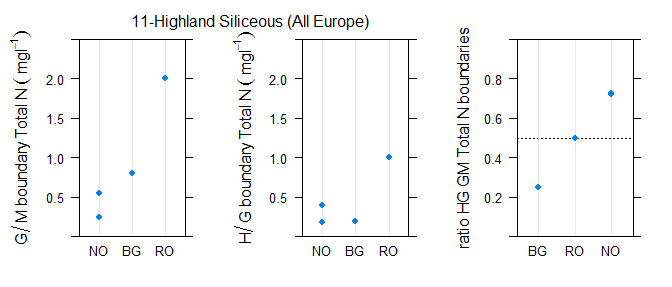 11-Highland Siliceous (All Europe)
G/M boundary Total N ( mgl⁻¹)
2.0
1.5
1.0
0.5
NO BG RO
H/G boundary Total N ( mgl⁻¹)
2.0
1.5
1.0
0.5
NO BG RO
ratio HG GM Total N boundaries
0.8
0.6
0.4
0.2
BG RO NO